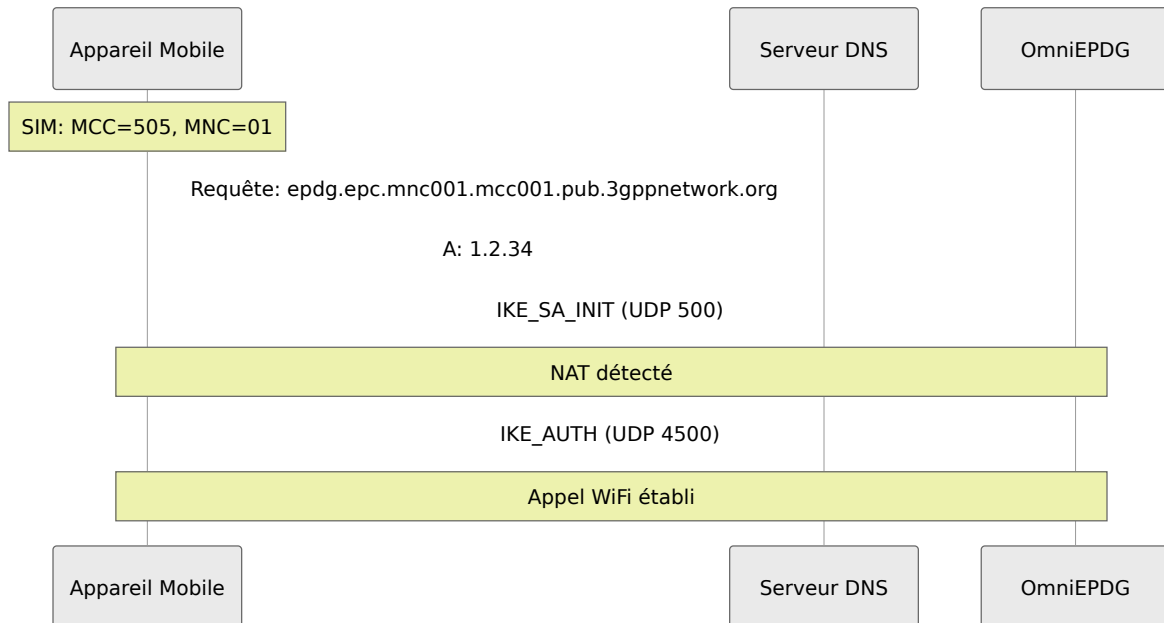 Appareil Mobile
Serveur DNS
OmniEPDG
SIM: MCC=505, MNC=01
Requête: epdg.epc.mnc001.mcc001.pub.3gppnetwork.org
A: 1.2.34
IKE_SA_INIT (UDP 500)
NAT détecté
IKE_AUTH (UDP 4500)
Appel WiFi établi
Appareil Mobile
Serveur DNS
OmniEPDG